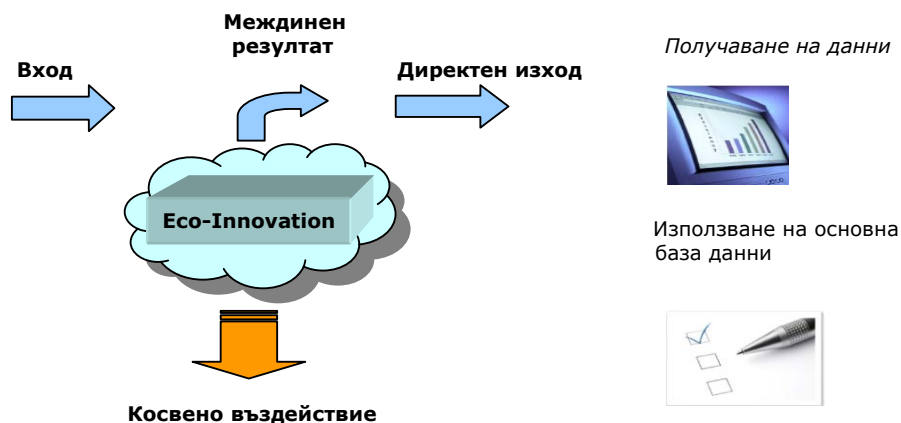 Междинен
резултат
Вход
Директен изход
Eco-Innovation
Косвено въздействие
Получаване на данни
Използване на основна
база данни